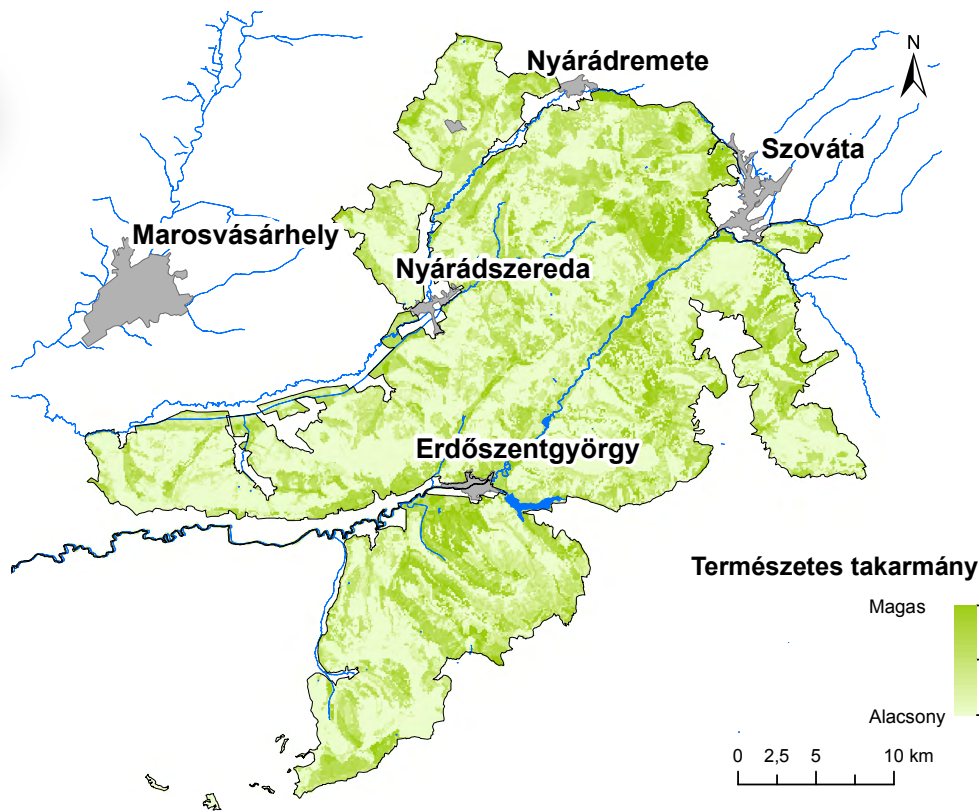 Nyárádremete
N
Szováta
Marosvásárhely
Nyárádszereda
Erdőszentgyörgy
Természetes takarmány
Magas
Alacsony
0 2,5 5 10 km